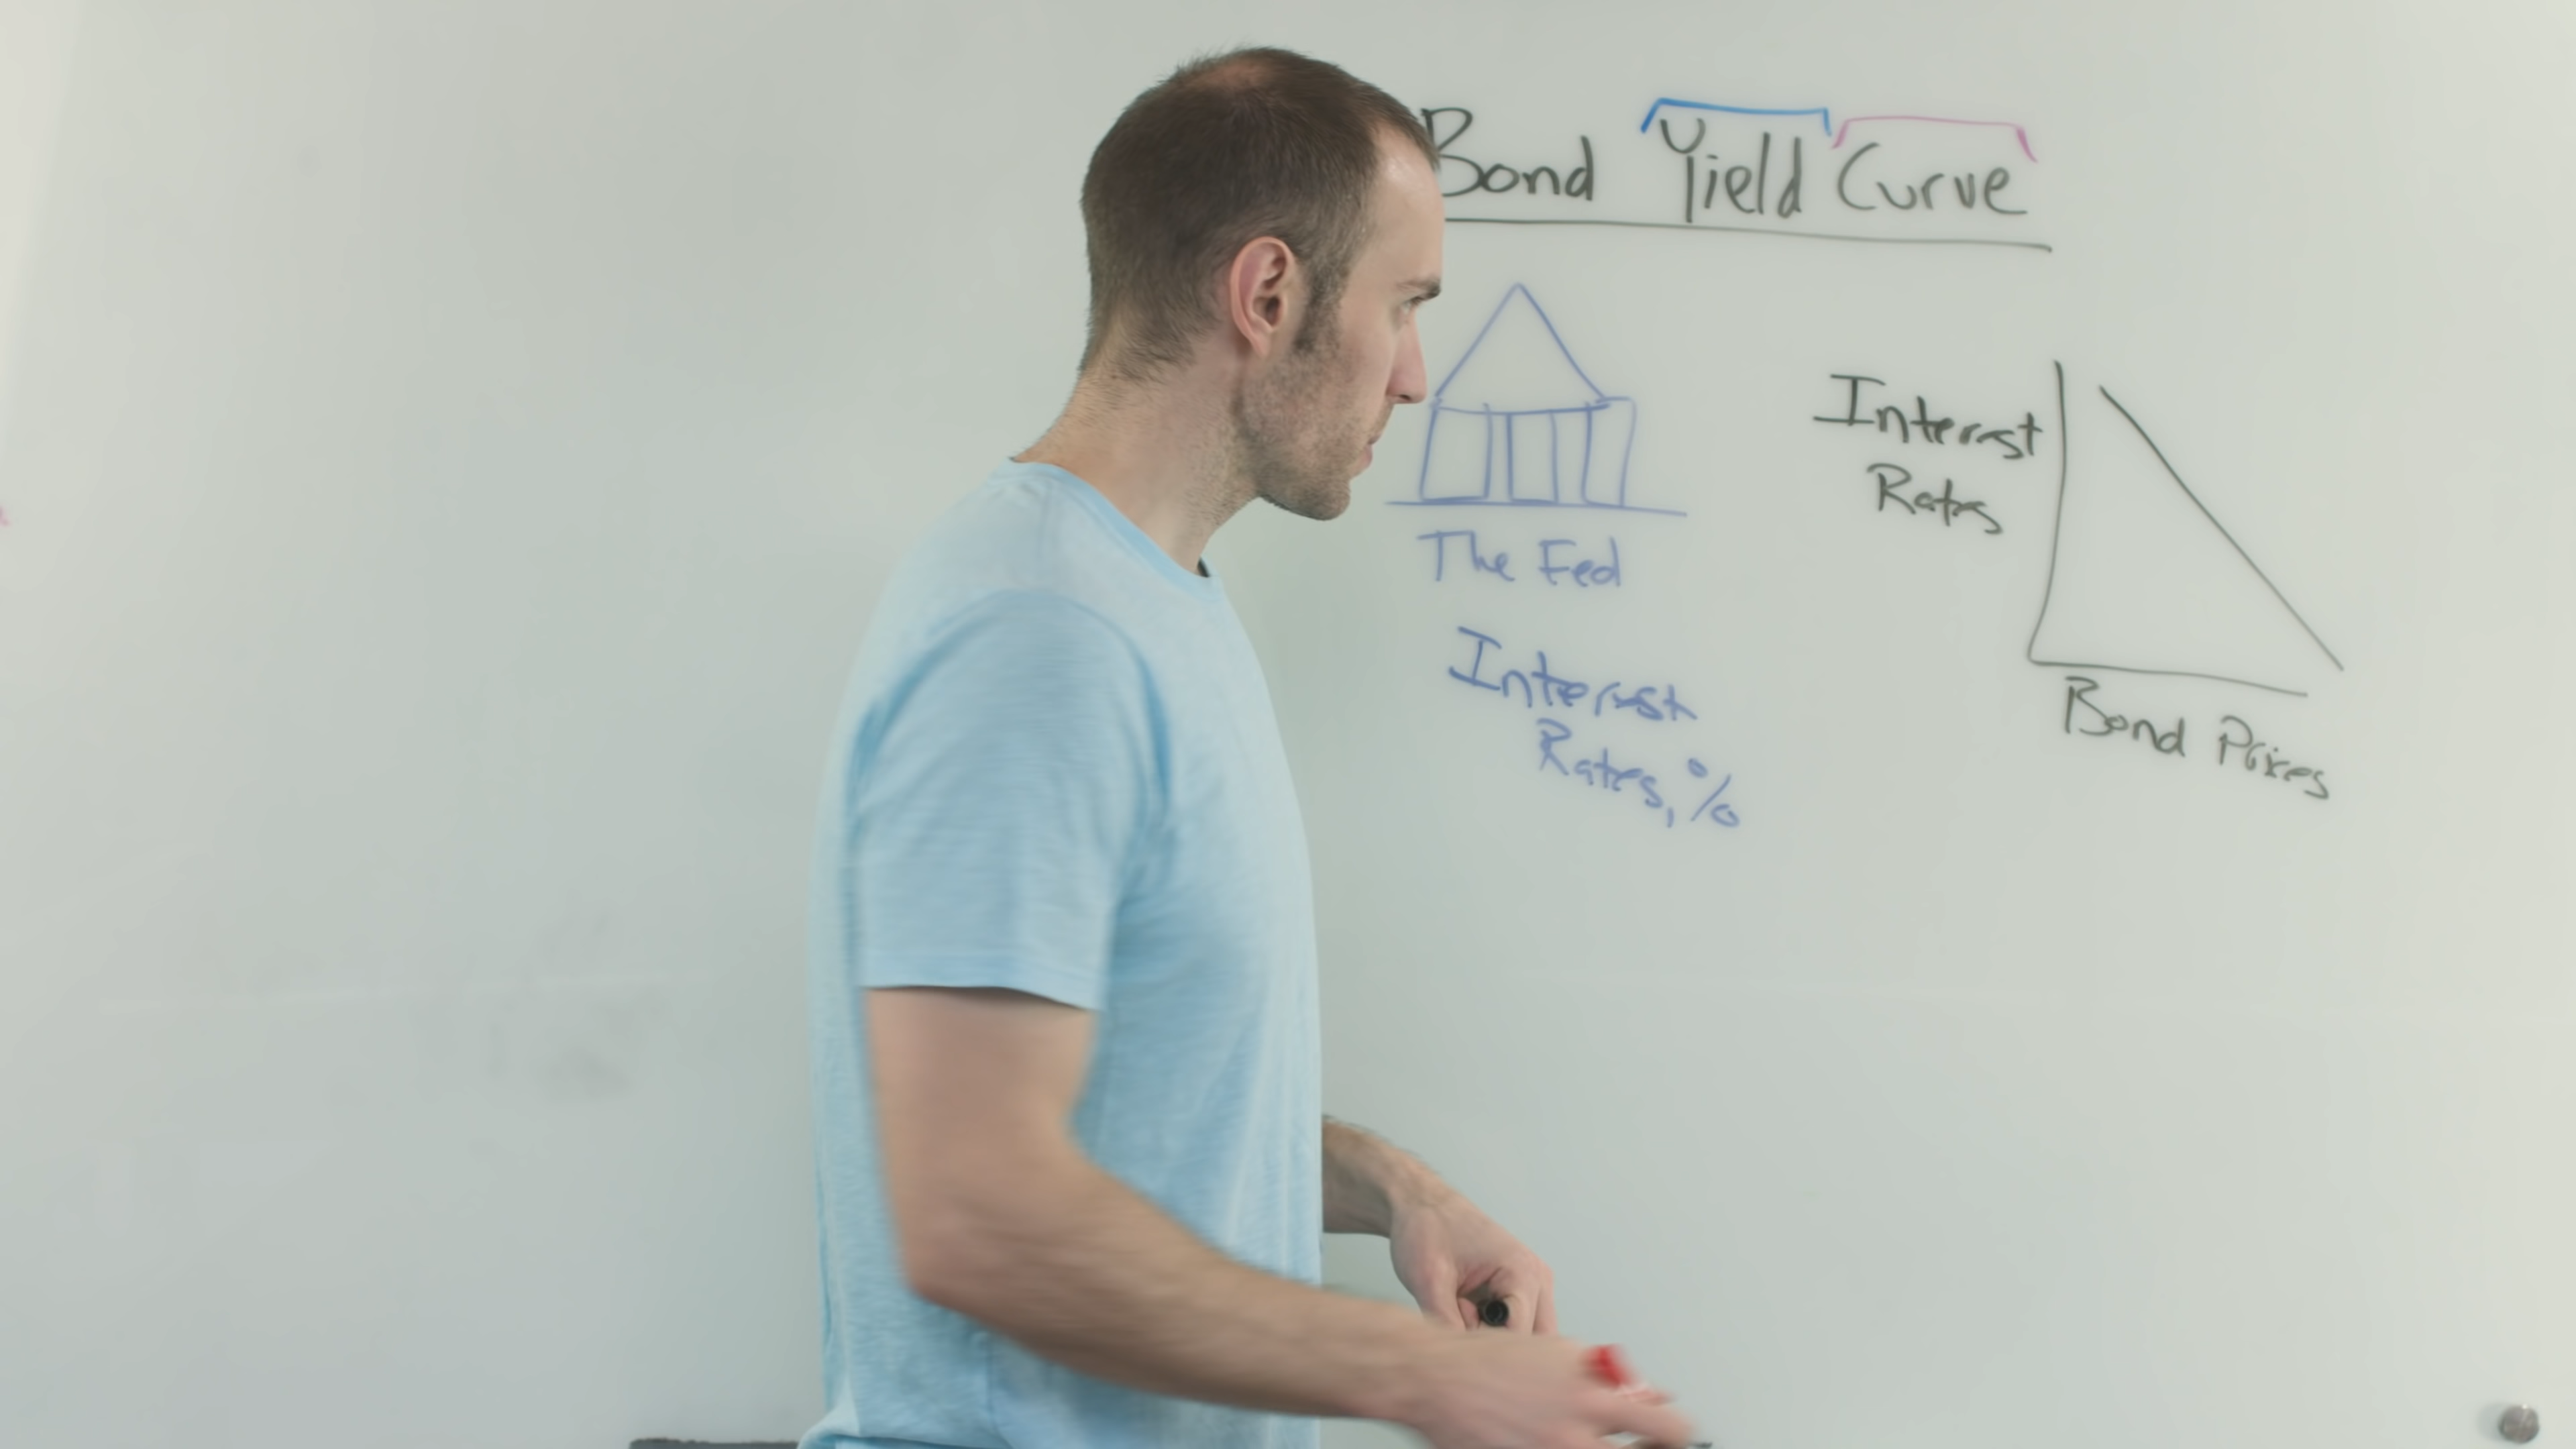 Bond Yield Curve
The Fed
Interest
Rates, %
Interest
Rates
Bond Prices